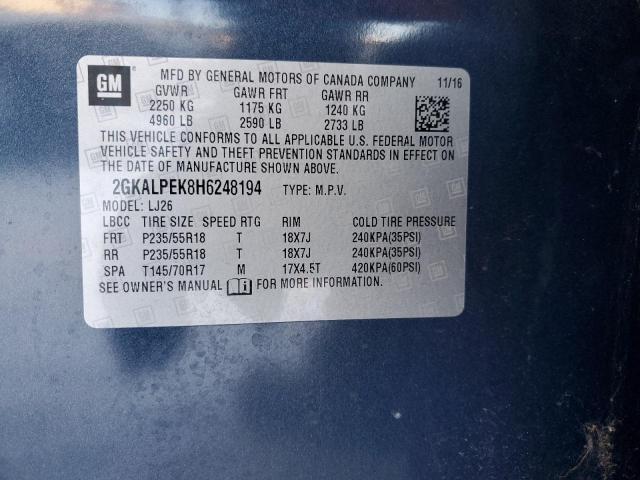 GM
MFD BY GENERAL MOTORS OF CANADA COMPANY 11/16
GVWR GAWR FRT GAWR RR
2250 KG 1175 KG 1240 KG
4960 LB 2590 LB 2733 LB
THIS VEHICLE CONFORMS TO ALL APPLICABLE U.S. FEDERAL MOTOR
VEHICLE SAFETY AND THEFT PREVENTION STANDARDS IN EFFECT ON
THE DATE OF MANUFACTURE SHOWN ABOVE.
2GKALPEK8H6248194 TYPE: M.P.V.
MODEL: LJ26
LBCC TIRE SIZE SPEED RTG RIM COLD TIRE PRESSURE
FRT P235/55R18 T 18X7J 240KPA(35PSI)
RR P235/55R18 T 18X7J 240KPA(35PSI)
SPA T145/70R17 M 17X4.5T 420KPA(60PSI)
SEE OWNER'S MANUAL FOR MORE INFORMATION.